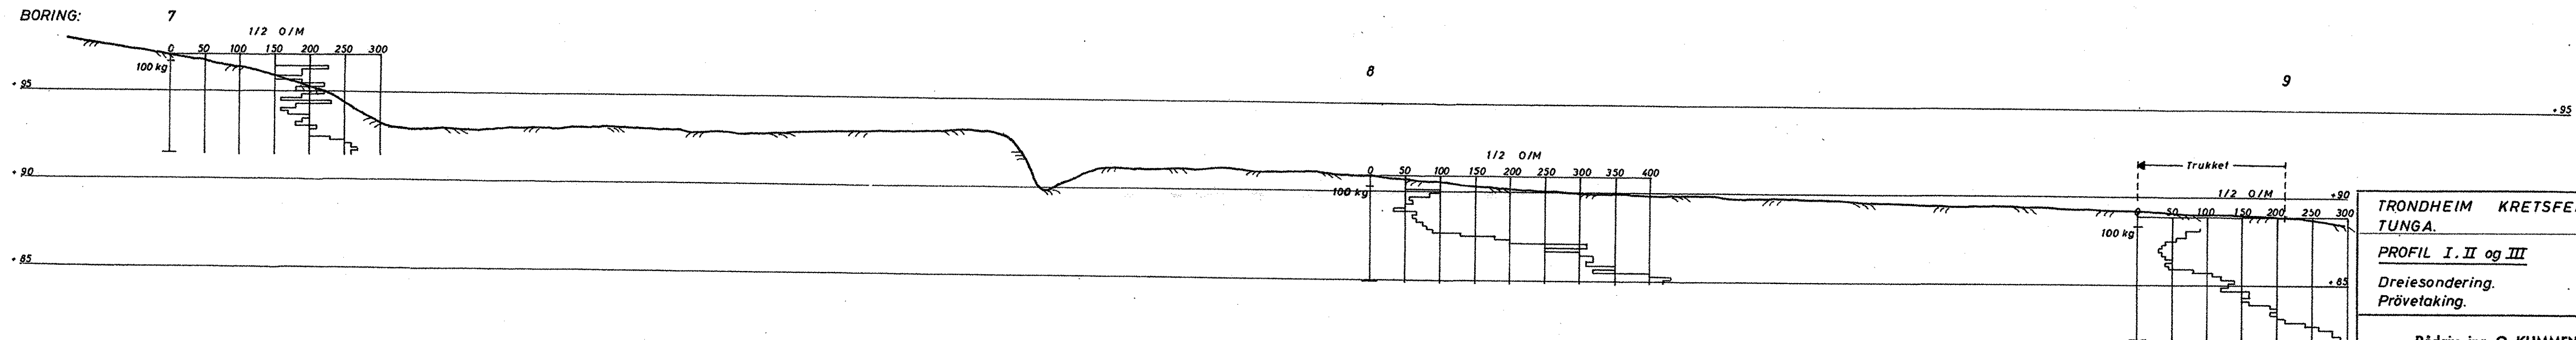 BORING: 7
1/2 O/M
0 50 100 150 200 250 300
100 kg
+95
8
9
+95
+90
1/2 O/M
0 50 100 150 200 250 300 350 400
100 kg
Trukket
1/2 O/M
+90
0 50 100 150 200 250 300
100 kg
+85
+85
TRONDHEIM KRETSFE
TUNGA.
PROFIL I. II og III
Dreiesondering.
Prövetaking.